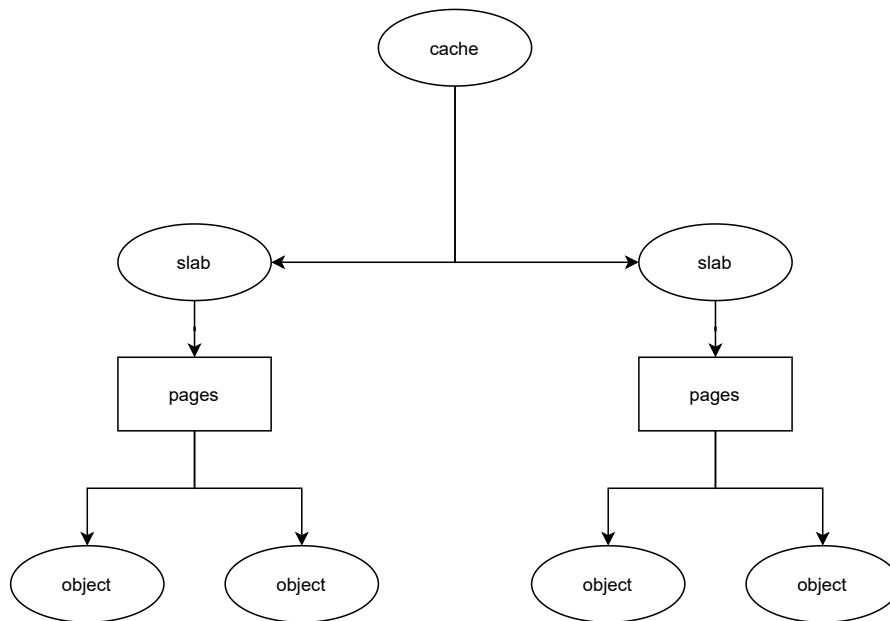 cache
slab
slab
pages
pages
object
object
object
object